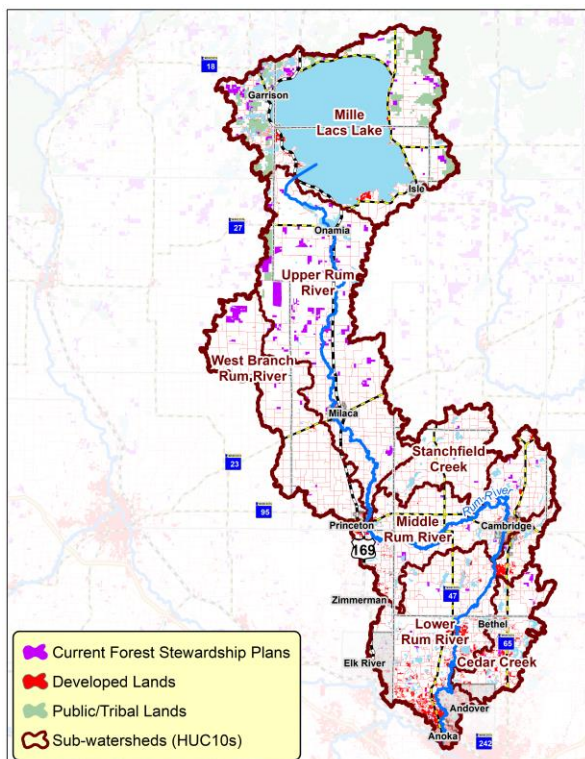 18
Garrison
Mille
Lacs Lake
Isle
27
Onamia
Upper Rum
River
West Branch
Rum River
Milaca
Stanchfield
Creek
23
95
Rum River
Princeton
Middle
Rum River
Cambridge
169
Zimmerman
47
Lower
Rum River
Bethel
65
Elk River
Cedar Creek
Andover
Anoka
242
Current Forest Stewardship Plans
Developed Lands
Public/Tribal Lands
Sub-watersheds (HUC10s)